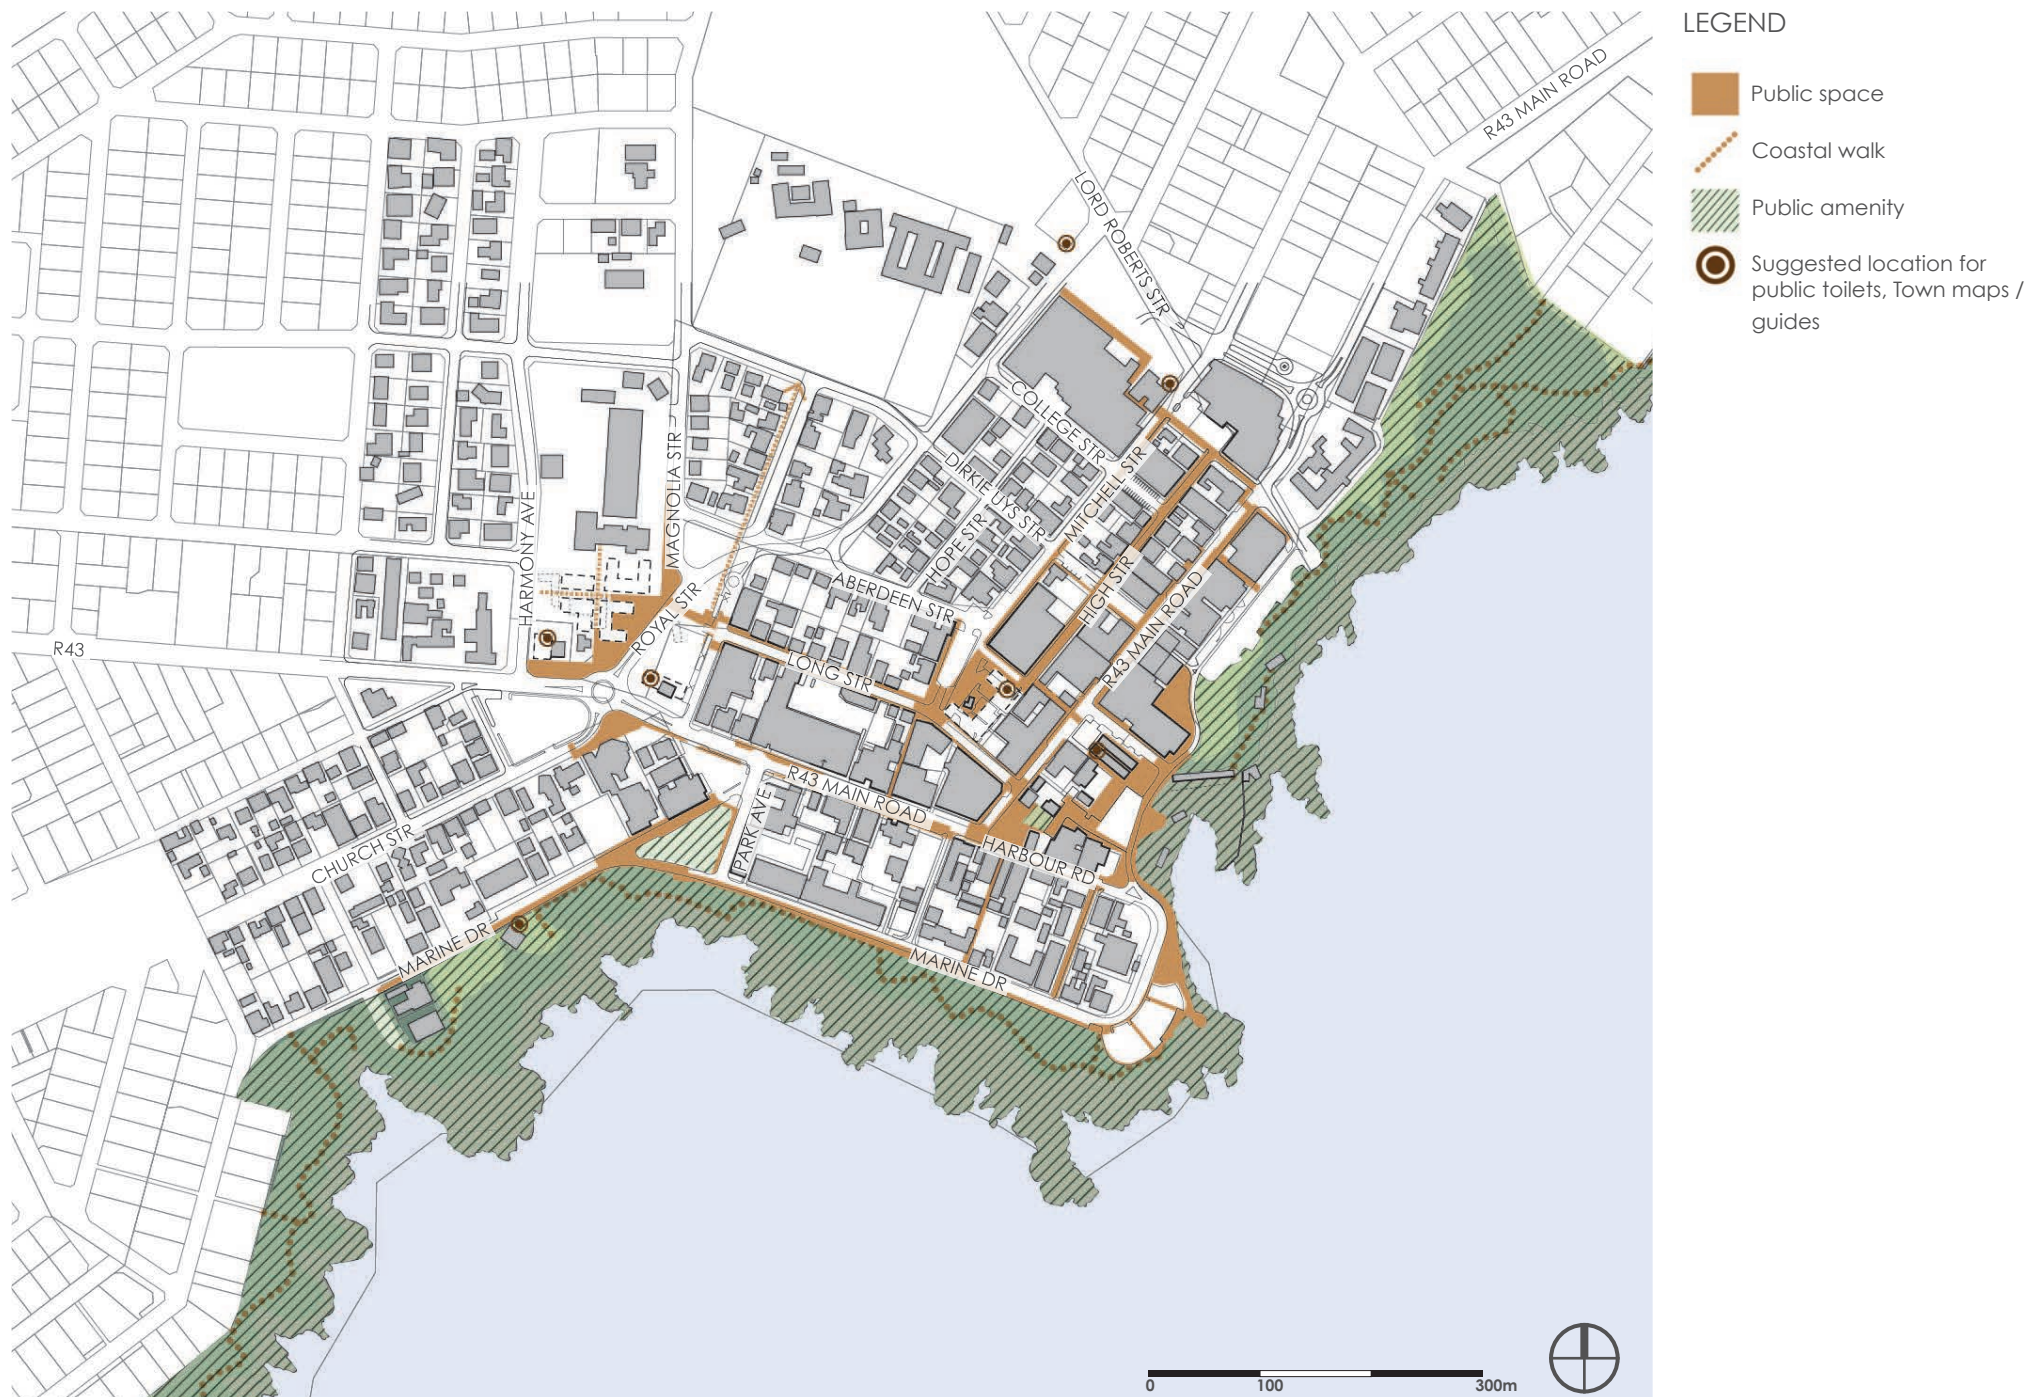 LEGEND
Public space
Coastal walk
Public amenity
Suggested location for
public toilets, Town maps /
guides
R43 MAIN ROAD
LORD ROBERTS STR
COLLEGE STR
MITCHELL STR
DIRKIE UYS STR
HOPE STR
HIGH STR
R43 MAIN ROAD
ABERDEEN STR
MAGNOLIA STR
HARMONY AVE
ROYAL STR
R43
LONG STR
R43 MAIN ROAD
PARK AVE
HARBOUR RD
CHURCH STR
MARINE DR
MARINE DR
0 100 300m